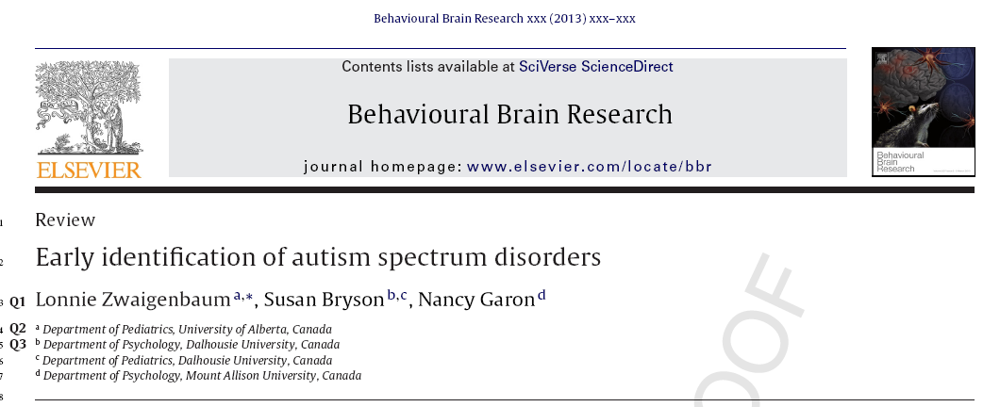 Behavioural Brain Research xxx (2013) xxx–xxx
Contents lists available at SciVerse ScienceDirect
Behavioural Brain Research
journal homepage: www.elsevier.com/locate/bbr
ELSEVIER
Behavioural
Brain
Research
1 Review
2 Early identification of autism spectrum disorders
3 Q1 Lonnie Zwaigenbaum a,∗, Susan Bryson b,c, Nancy Garon d
4 Q2 a Department of Pediatrics, University of Alberta, Canada
5 Q3 b Department of Psychology, Dalhousie University, Canada
6 c Department of Pediatrics, Dalhousie University, Canada
7 d Department of Psychology, Mount Allison University, Canada
8
OOF